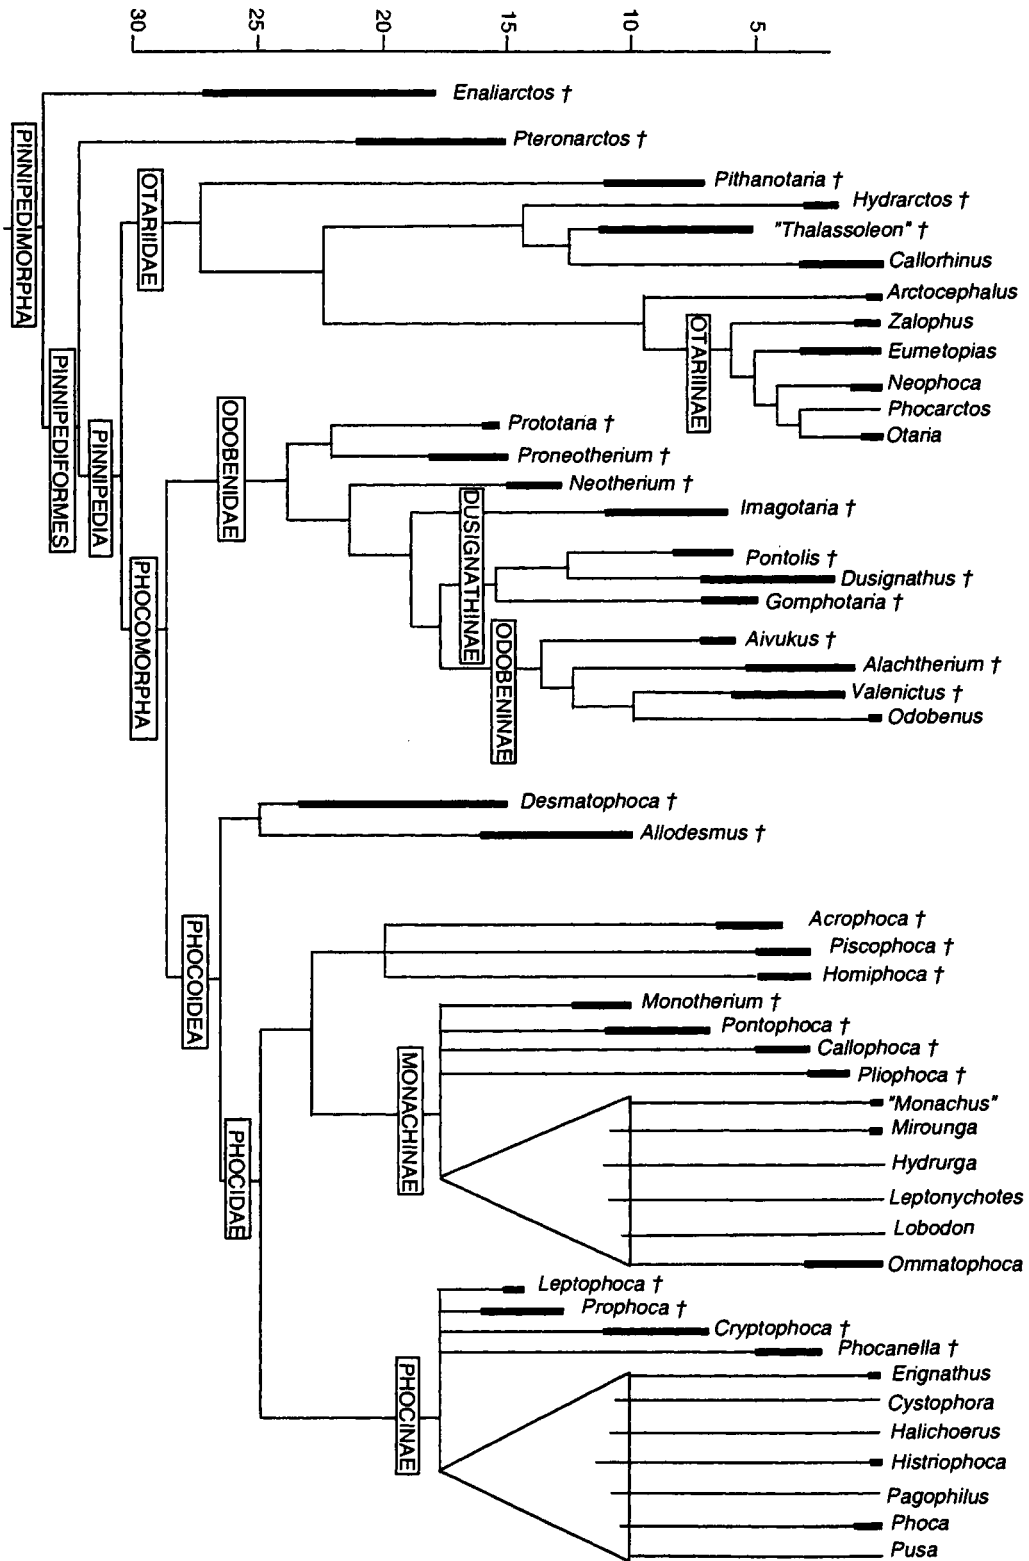 30 25 20 15 10 5
Enaliarctos †
Pteronarctos †
Pithanotaria †
Hydrarctos †
"Thalassoleon" †
Callorhinus
Arctocephalus
Zalophus
Eumetopias
Neophoca
Phocarctos
Otaria
Prototaria †
Proneotherium †
Neotherium †
Imagotaria †
Pontolis †
Dusignathus †
Gomphotaria †
Aivukus †
Alachtherium †
Valenictus †
Odobenus
Desmatophoca †
Allodesmus †
Acrophoca †
Piscophoca †
Homiphoca †
Monotherium †
Pontophoca †
Callophoca †
Pliophoca †
"Monachus"
Mirounga
Hydrurga
Leptonychotes
Lobodon
Ommatophoca
Leptophoca †
Prophoca †
Cryptophoca †
Phocanella †
Erignathus
Cystophora
Halichoerus
Histriophoca
Pagophilus
Phoca
Pusa
PINNIPEDIMORPHA
PINNIPEDIFORMES
PINNIPEDIA
OTARIIDAE
OTARIINAE
PHOCOMORPHA
ODOBENIDAE
DUSIGNATHINAE
ODOBENINAE
PHOCOIDEA
PHOCIDAE
MONACHINAE
PHOCINAE